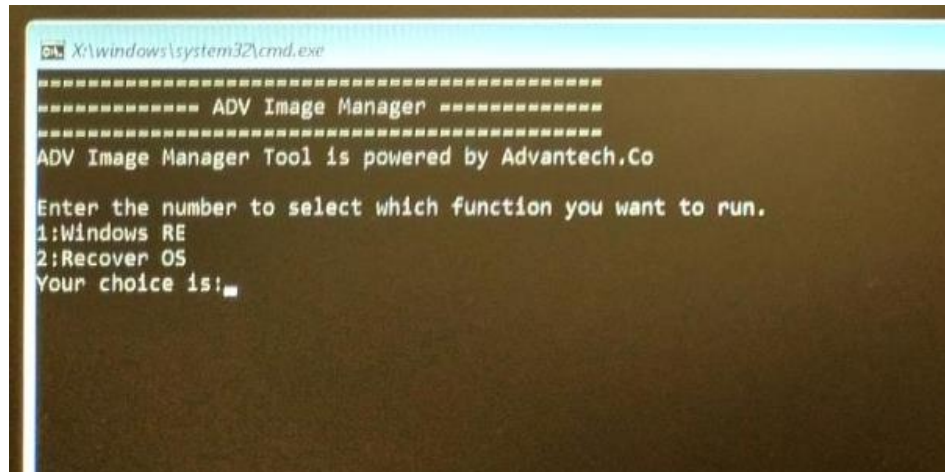 X:\windows\system32\cmd.exe
===============================================
============= ADV Image Manager =============
===============================================
ADV Image Manager Tool is powered by Advantech.Co
Enter the number to select which function you want to run.
1:Windows RE
2:Recover OS
Your choice is: